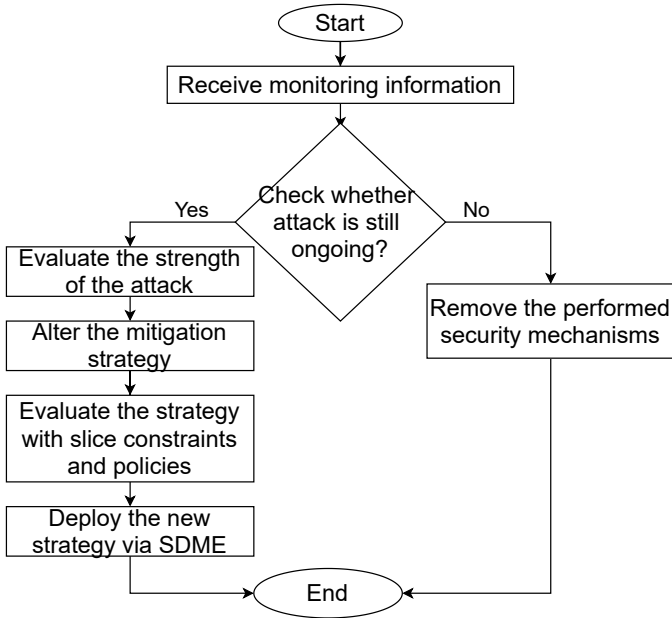 Start
Receive monitoring information
Check whether
attack is still
ongoing?
Yes
No
Evaluate the strength
of the attack
Remove the performed
security mechanisms
Alter the mitigation
strategy
Evaluate the strategy
with slice constraints
and policies
Deploy the new
strategy via SDME
End